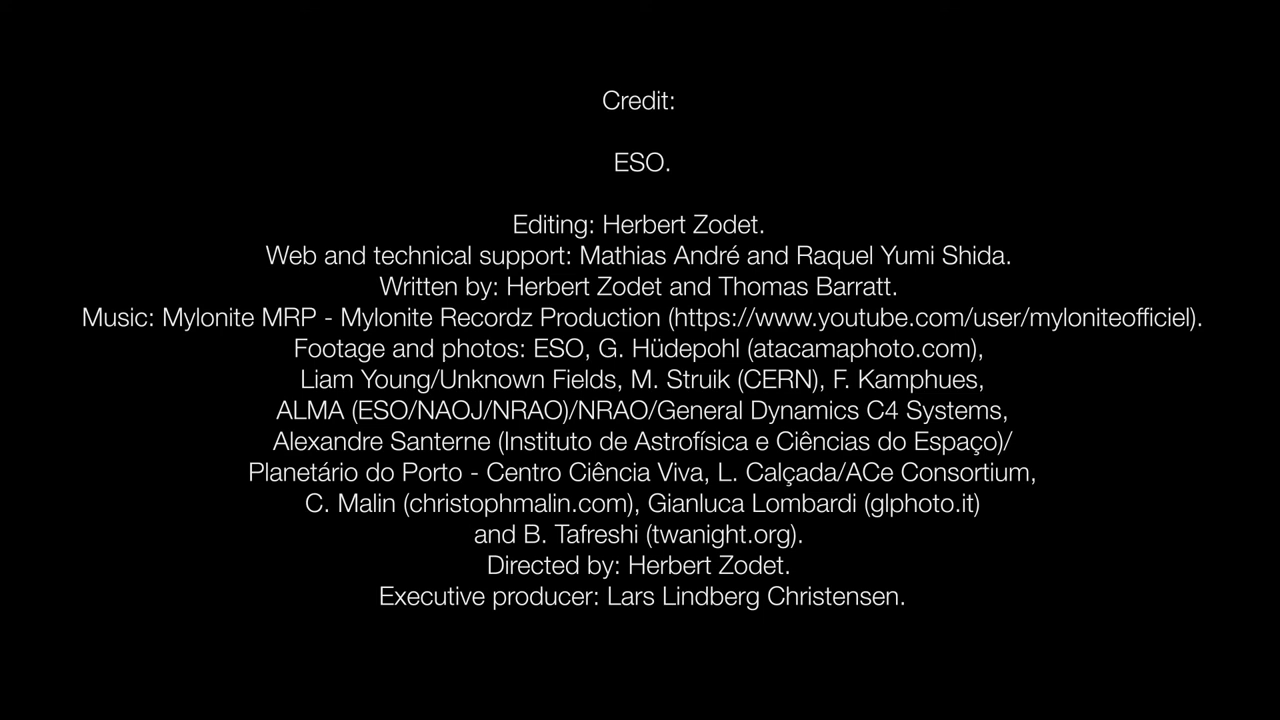 Credit:
ESO.
Editing: Herbert Zodet.
Web and technical support: Mathias André and Raquel Yumi Shida.
Written by: Herbert Zodet and Thomas Barratt.
Music: Mylonite MRP - Mylonite Recordz Production (https://www.youtube.com/user/myloniteofficiel).
Footage and photos: ESO, G. Hüdepohl (atacamaphoto.com),
Liam Young/Unknown Fields, M. Struik (CERN), F. Kamphues,
ALMA (ESO/NAOJ/NRAO)/NRAO/General Dynamics C4 Systems,
Alexandre Santerne (Instituto de Astrofísica e Ciências do Espaço)/
Planetário do Porto - Centro Ciência Viva, L. Calçada/ACe Consortium,
C. Malin (christophmalin.com), Gianluca Lombardi (glphoto.it)
and B. Tafreshi (twanight.org).
Directed by: Herbert Zodet.
Executive producer: Lars Lindberg Christensen.